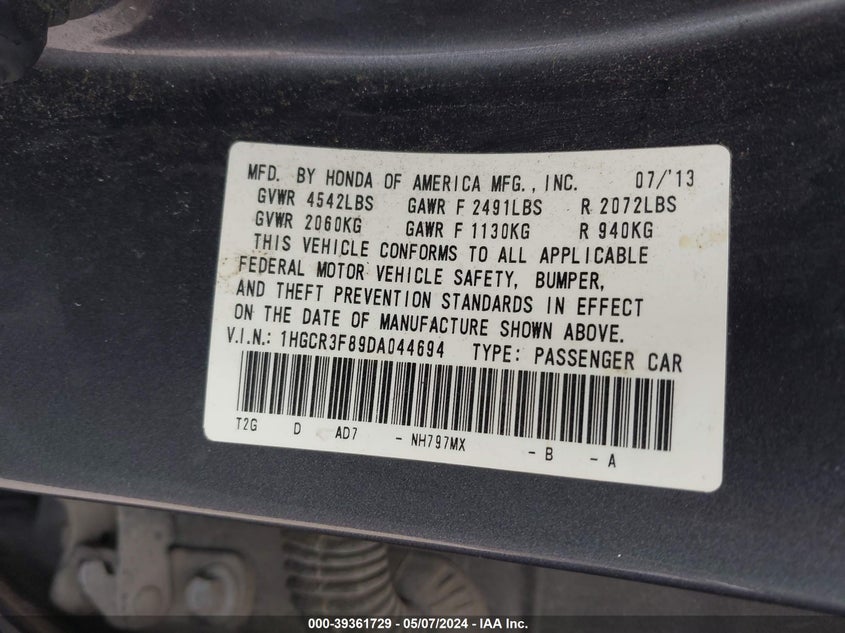 MFD. BY HONDA OF AMERICA MFG., INC. 07/'13
GVWR 4542LBS GAWR F 2491LBS R 2072LBS
GVWR 2060KG GAWR F 1130KG R 940KG
THIS VEHICLE CONFORMS TO ALL APPLICABLE
FEDERAL MOTOR VEHICLE SAFETY, BUMPER,
AND THEFT PREVENTION STANDARDS IN EFFECT
ON THE DATE OF MANUFACTURE SHOWN ABOVE.
V.I.N.: 1HGCR3F89DA044694 TYPE: PASSENGER CAR
T2G D AD7 - NH797MX - B - A
000-39361729 - 05/07/2024 - IAA Inc.